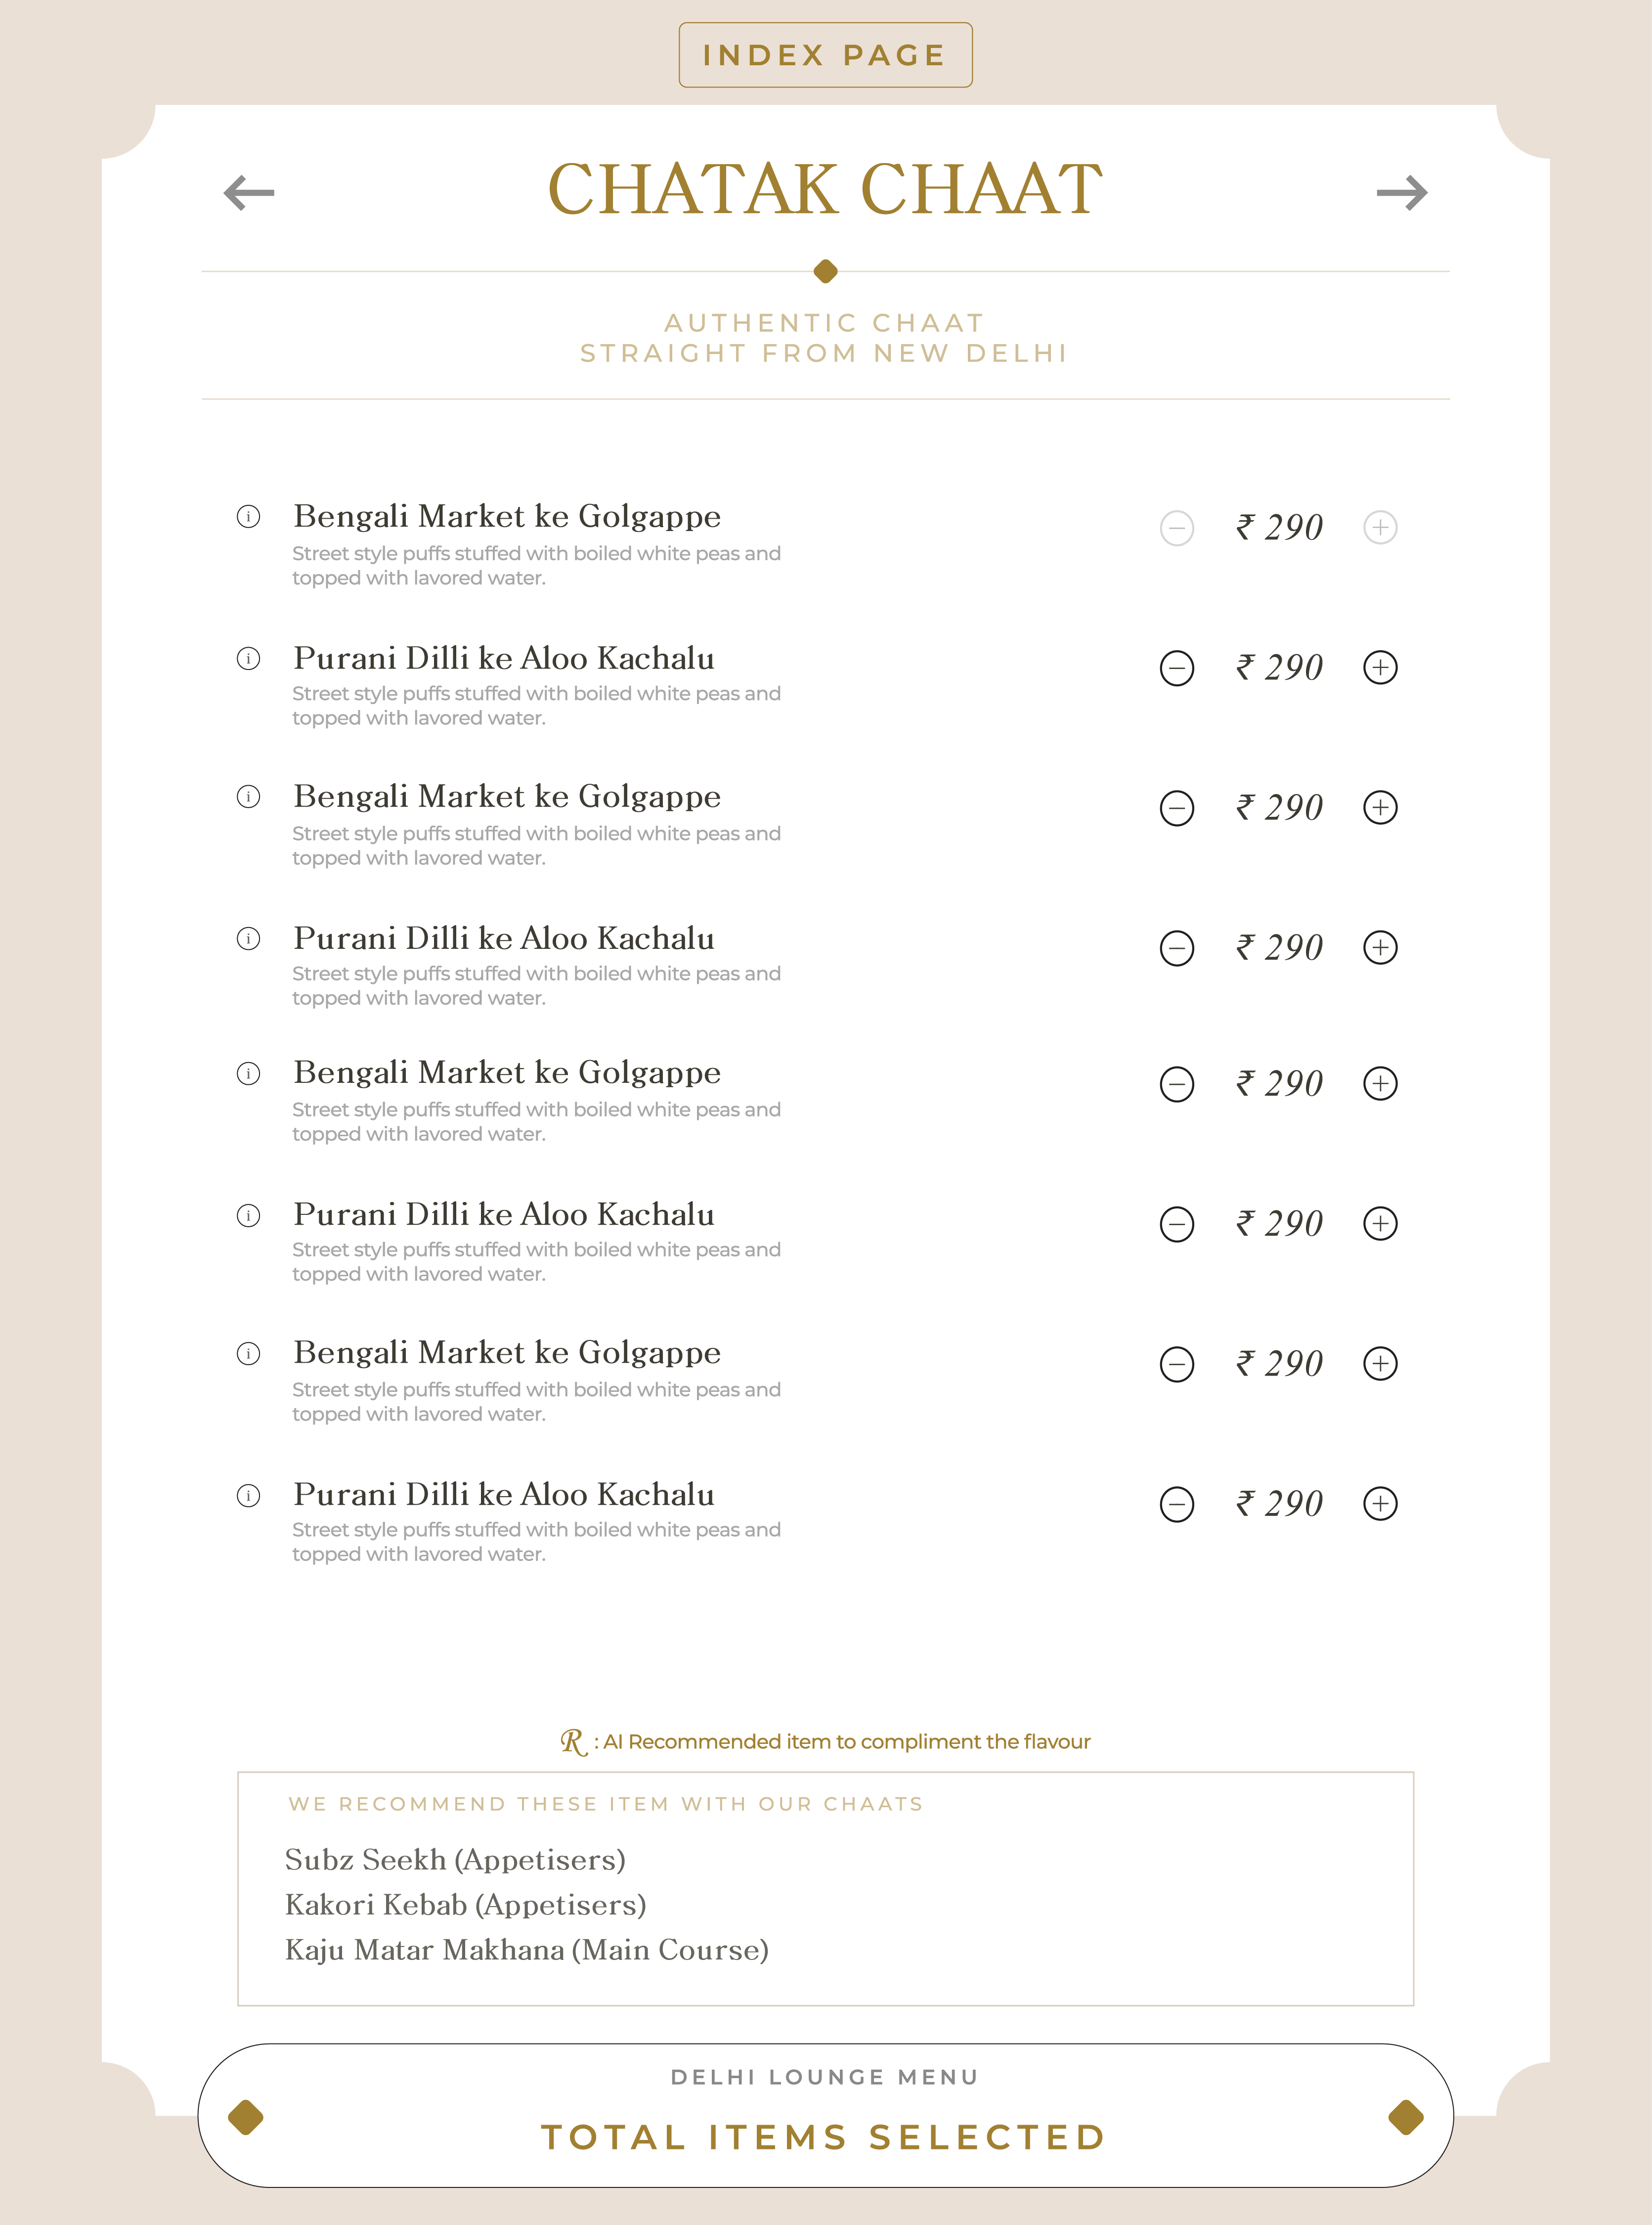 INDEX PAGE
CHATAK CHAAT
AUTHENTIC CHAAT
STRAIGHT FROM NEW DELHI
i Bengali Market ke Golgappe − ₹ 290 +
Street style puffs stuffed with boiled white peas and
topped with lavored water.
i Purani Dilli ke Aloo Kachalu − ₹ 290 +
Street style puffs stuffed with boiled white peas and
topped with lavored water.
i Bengali Market ke Golgappe − ₹ 290 +
Street style puffs stuffed with boiled white peas and
topped with lavored water.
i Purani Dilli ke Aloo Kachalu − ₹ 290 +
Street style puffs stuffed with boiled white peas and
topped with lavored water.
i Bengali Market ke Golgappe − ₹ 290 +
Street style puffs stuffed with boiled white peas and
topped with lavored water.
i Purani Dilli ke Aloo Kachalu − ₹ 290 +
Street style puffs stuffed with boiled white peas and
topped with lavored water.
i Bengali Market ke Golgappe − ₹ 290 +
Street style puffs stuffed with boiled white peas and
topped with lavored water.
i Purani Dilli ke Aloo Kachalu − ₹ 290 +
Street style puffs stuffed with boiled white peas and
topped with lavored water.
R : AI Recommended item to compliment the flavour
WE RECOMMEND THESE ITEM WITH OUR CHAATS
Subz Seekh (Appetisers)
Kakori Kebab (Appetisers)
Kaju Matar Makhana (Main Course)
DELHI LOUNGE MENU
TOTAL ITEMS SELECTED